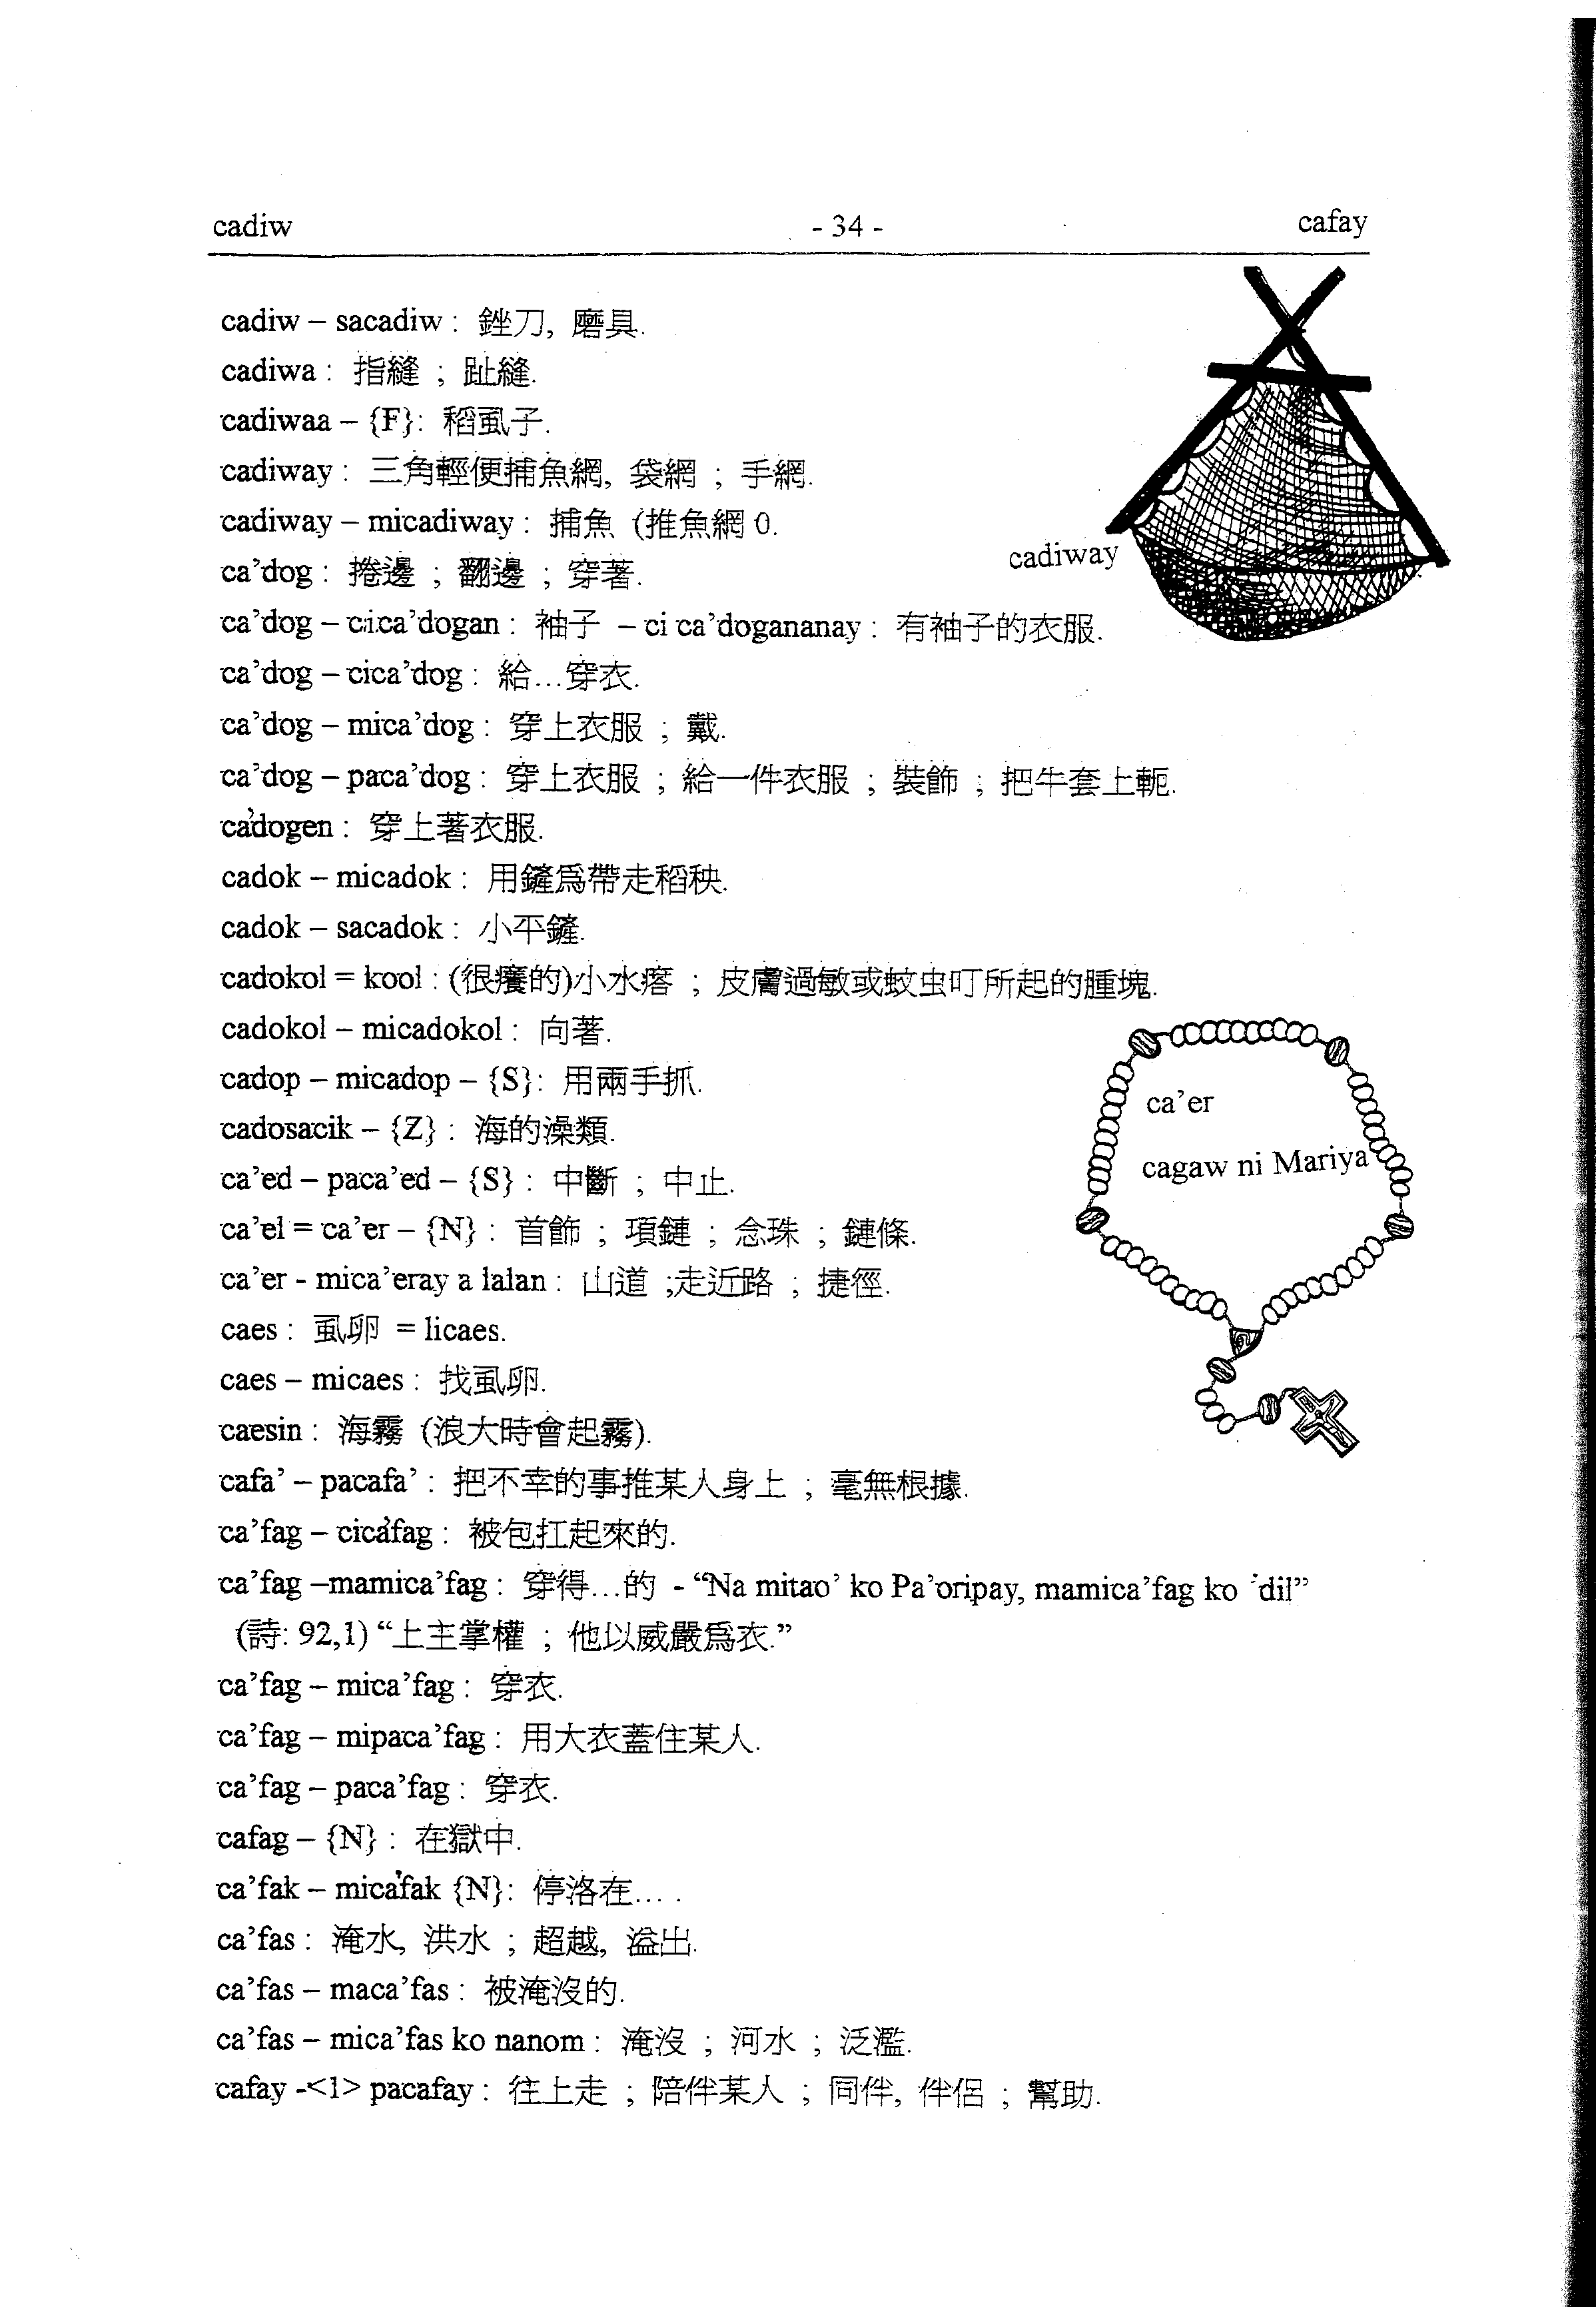 cadiw - 34 - cafay
cadiw – sacadiw : 銼刀, 磨具.
cadiwa : 指縫 ; 趾縫.
cadiwaa – {F}: 稻虱子.
cadiway : 三角輕便捕魚網, 袋網 ; 手網.
cadiway – micadiway : 捕魚 (推魚網 0.
cadiway
ca’dog : 捲邊 ; 翻邊 ; 穿著.
ca’dog – cica’dogan : 袖子 – ci ca’dogananay : 有袖子的衣服.
ca’dog – cica’dog : 給…穿衣.
ca’dog – mica’dog : 穿上衣服 ; 戴.
ca’dog – paca’dog : 穿上衣服 ; 給一件衣服 ; 裝飾 ; 把牛套上軛.
ca’dogen : 穿上著衣服.
cadok – micadok : 用鏟爲帶走稻秧.
cadok – sacadok : 小平鏟.
cadokol = kool : (很癢的)小水瘩 ; 皮膚過敏或蚊虫叮所起的腫塊.
cadokol – micadokol : 向著.
cadop – micadop – {S}: 用兩手抓.
cadosacik – {Z} : 海的澡類.
ca’er
cagaw ni Mariya
ca’ed – paca’ed – {S} : 中斷 ; 中止.
ca’el = ca’er – {N} : 首飾 ; 項鏈 ; 念珠 ; 鏈條.
ca’er - mica’eray a lalan : 山道 ;走近路 ; 捷徑.
caes : 虱卵 = licaes.
caes – micaes : 找虱卵.
caesin : 海霧 (浪大時會起霧).
cafa’ – pacafa’ : 把不幸的事推某人身上 ; 毫無根據.
ca’fag – cica’fag : 被包扛起來的.
ca’fag –mamica’fag : 穿得…的 - “Na mitao’ ko Pa’oripay, mamica’fag ko ’dil”
(詩: 92,1) “上主掌權 ; 他以威嚴爲衣.”
ca’fag – mica’fag : 穿衣.
ca’fag – mipaca’fag : 用大衣蓋住某人.
ca’fag – paca’fag : 穿衣.
cafag – {N} : 在獄中.
ca’fak – mica’fak {N}: 停洛在… .
ca’fas : 淹水, 洪水 ; 超越, 溢出.
ca’fas – maca’fas : 被淹沒的.
ca’fas – mica’fas ko nanom : 淹沒 ; 河水 ; 泛濫.
cafay -<1> pacafay : 往上走 ; 陪伴某人 ; 同伴, 伴侶 ; 幫助.